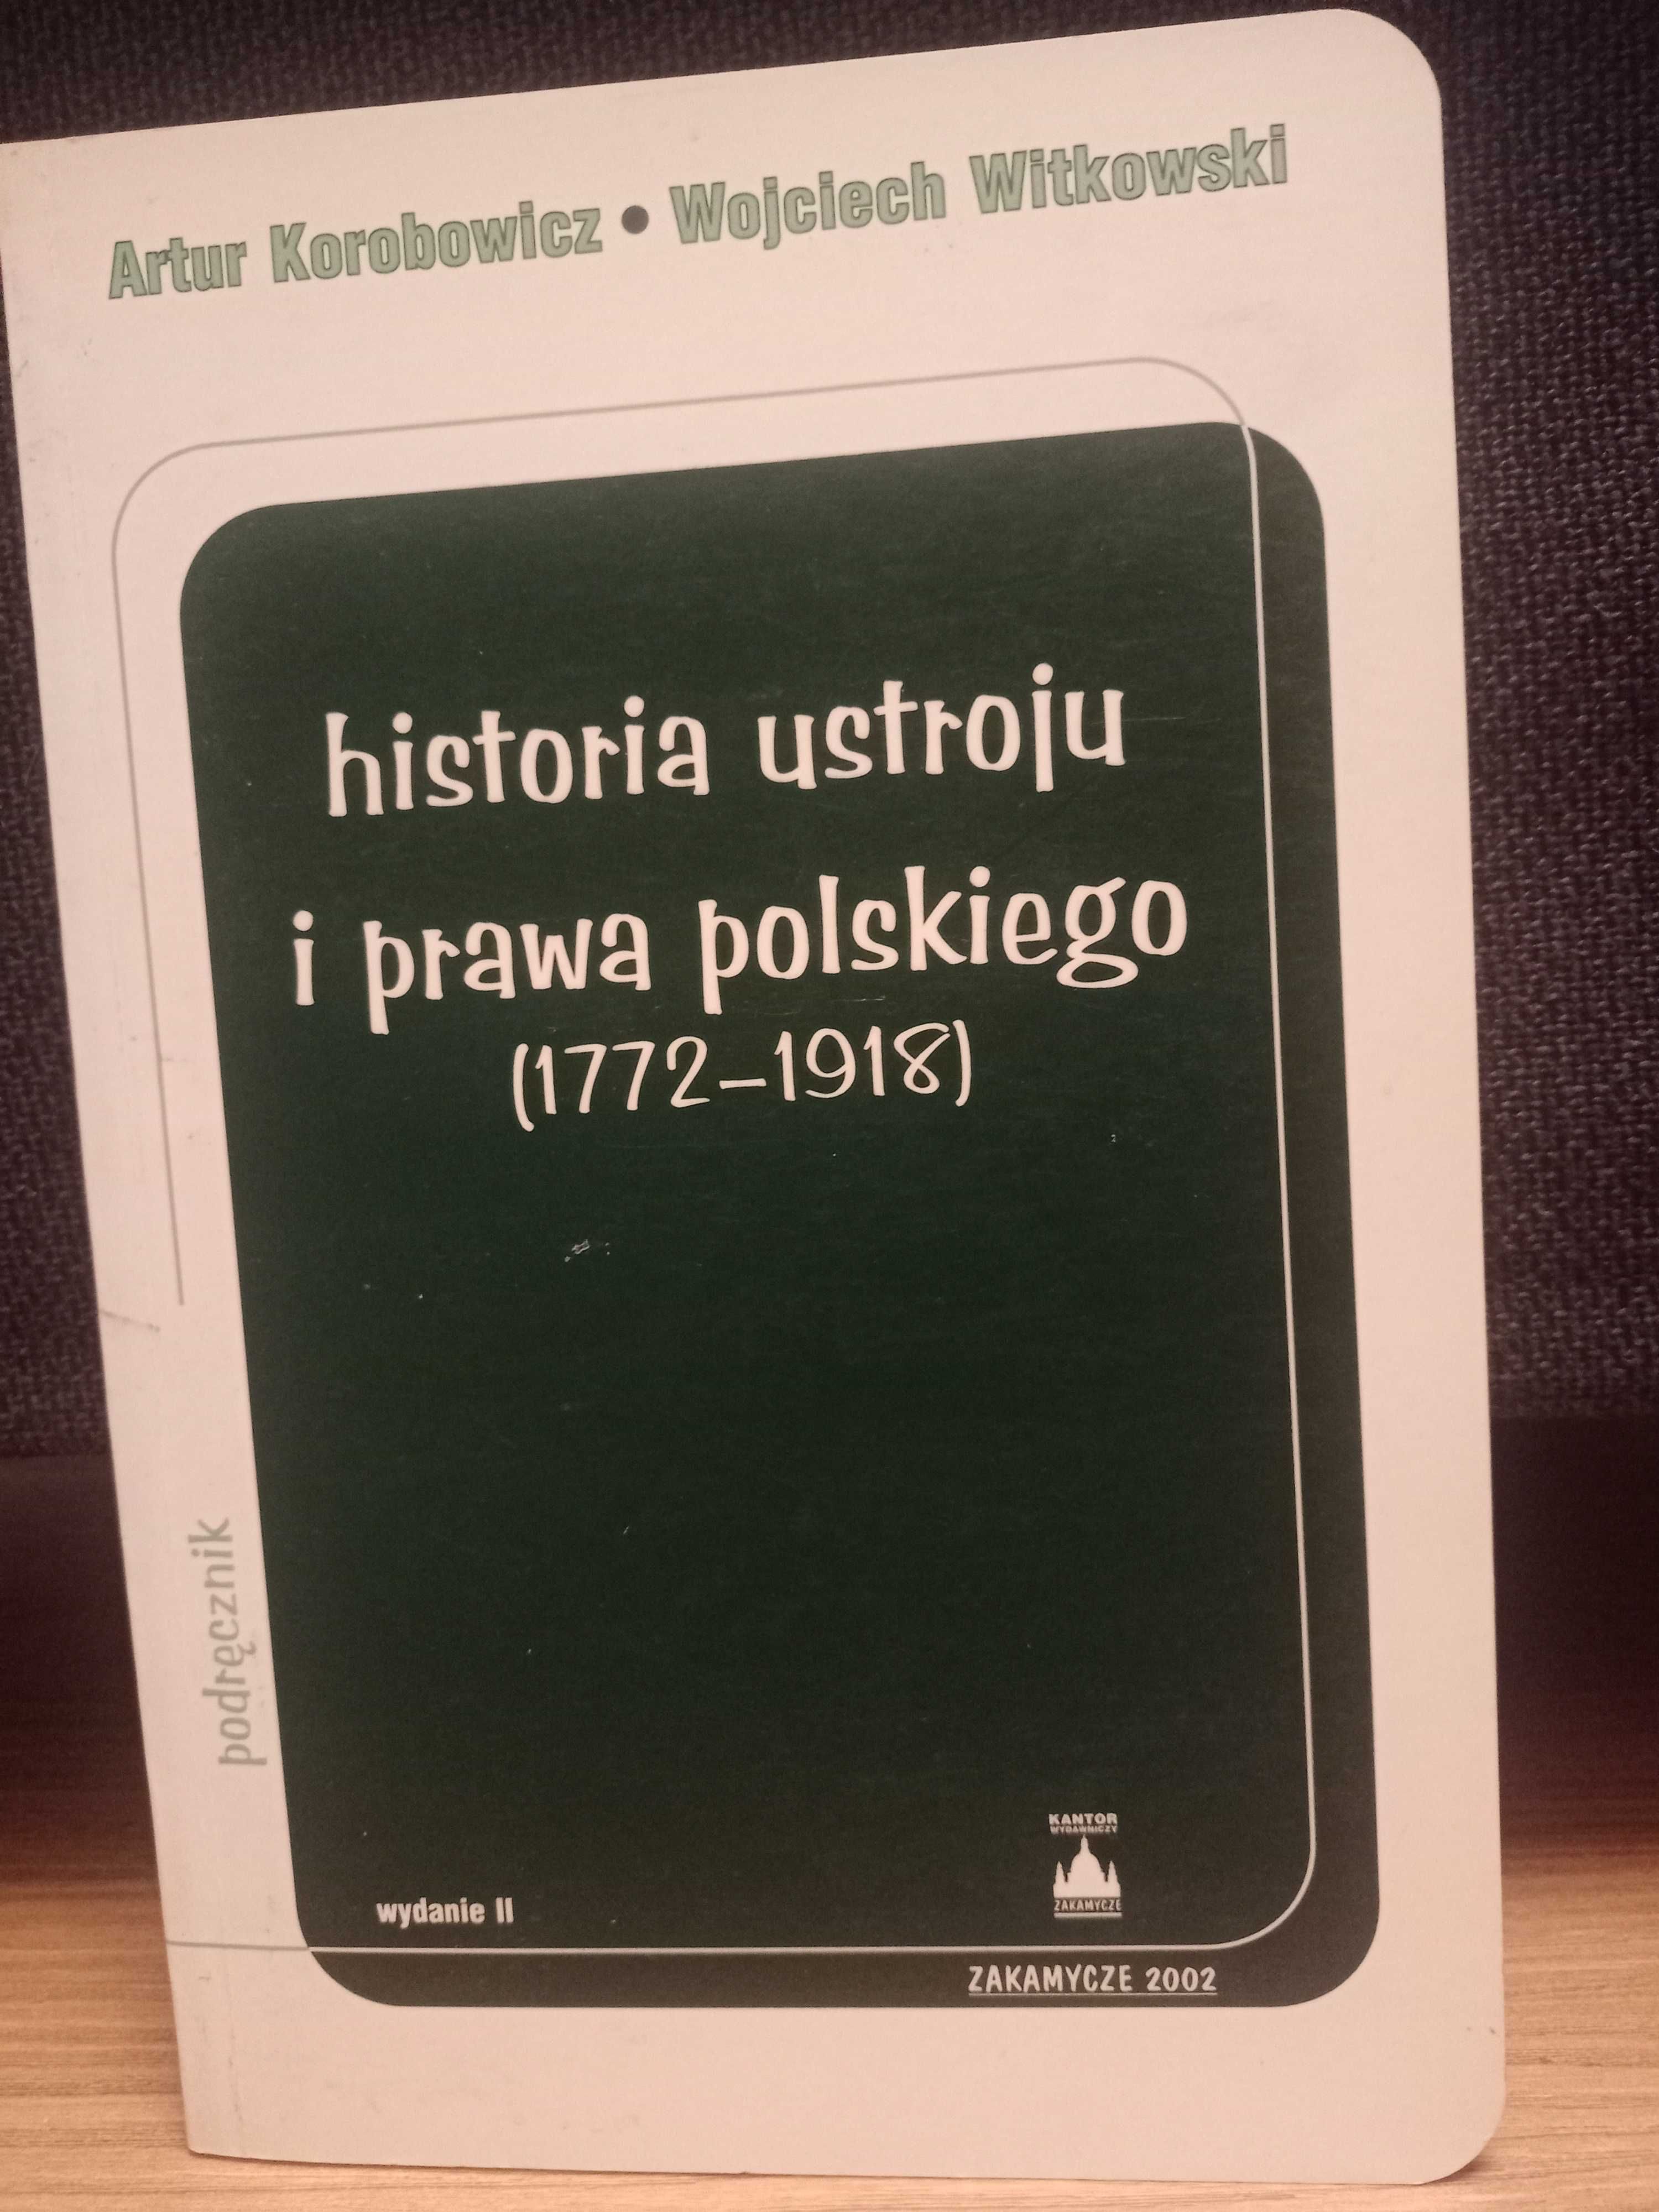 Artur Korobowicz • Wojciech Witkowski
historia ustroju
i prawa polskiego
(1772–1918)
podręcznik
wydanie II
KANTOR
WYDAWNICZY
ZAKAMYCZE
ZAKAMYCZE 2002